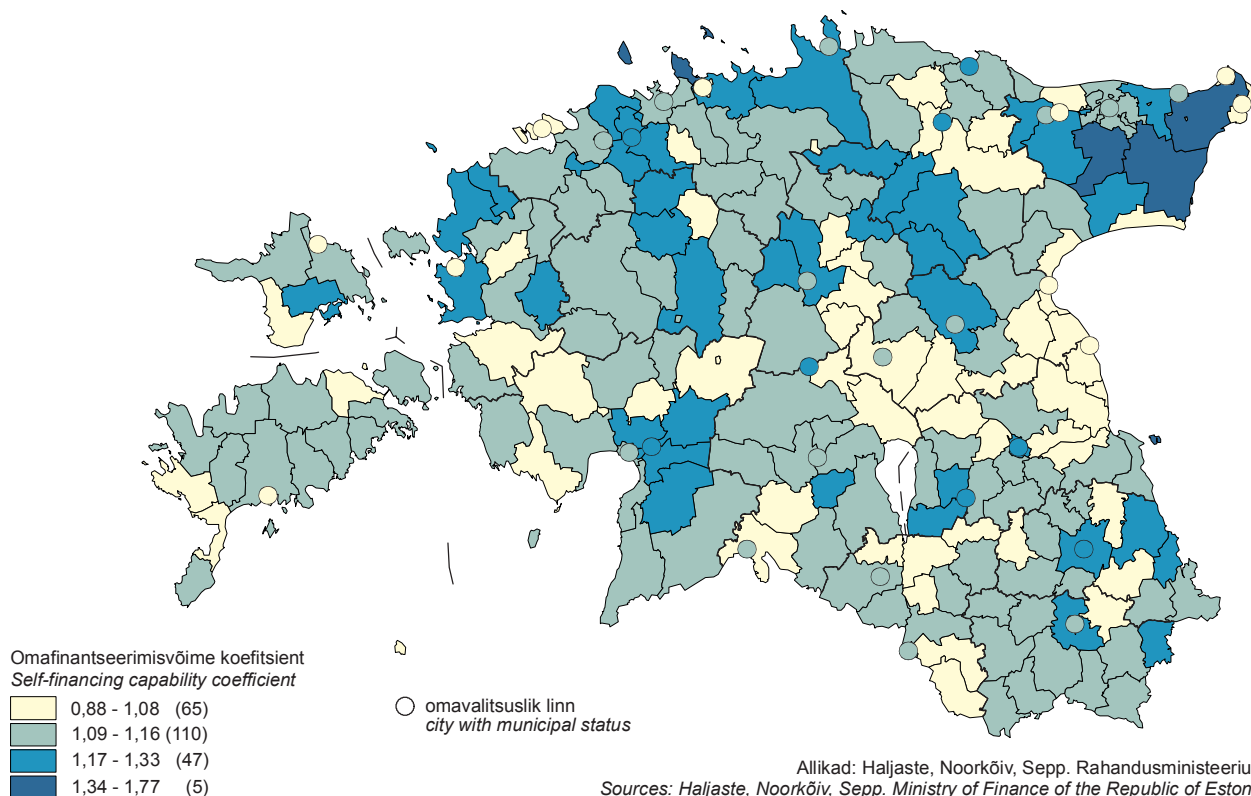 Omafinantseerimisvõime koefitsient
Self-financing capability coefficient
0,88 - 1,08 (65)
1,09 - 1,16 (110)
1,17 - 1,33 (47)
1,34 - 1,77 (5)
omavalitsuslik linn
city with municipal status
Allikad: Haljaste, Noorkõiv, Sepp. Rahandusministeeriu
Sources: Haljaste, Noorkõiv, Sepp. Ministry of Finance of the Republic of Eston